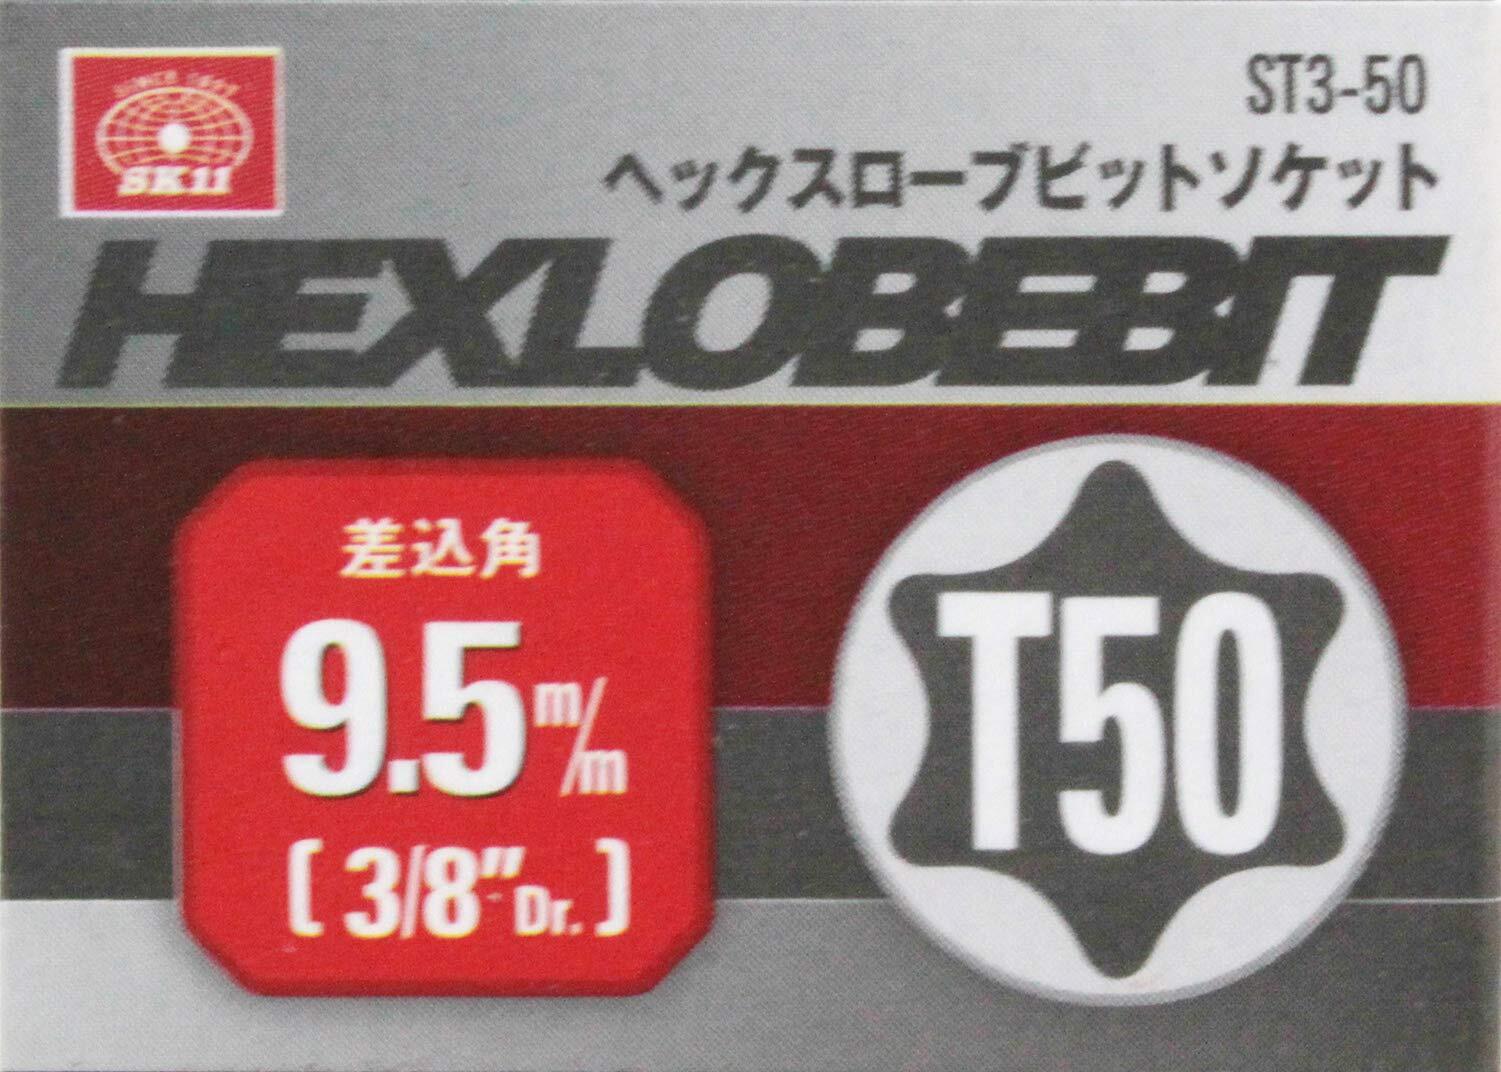 SK11
ST3-50
ヘックスローブビットソケット
HEXLOBEBIT
差込角
9.5m/m
[3/8"Dr.]
T50